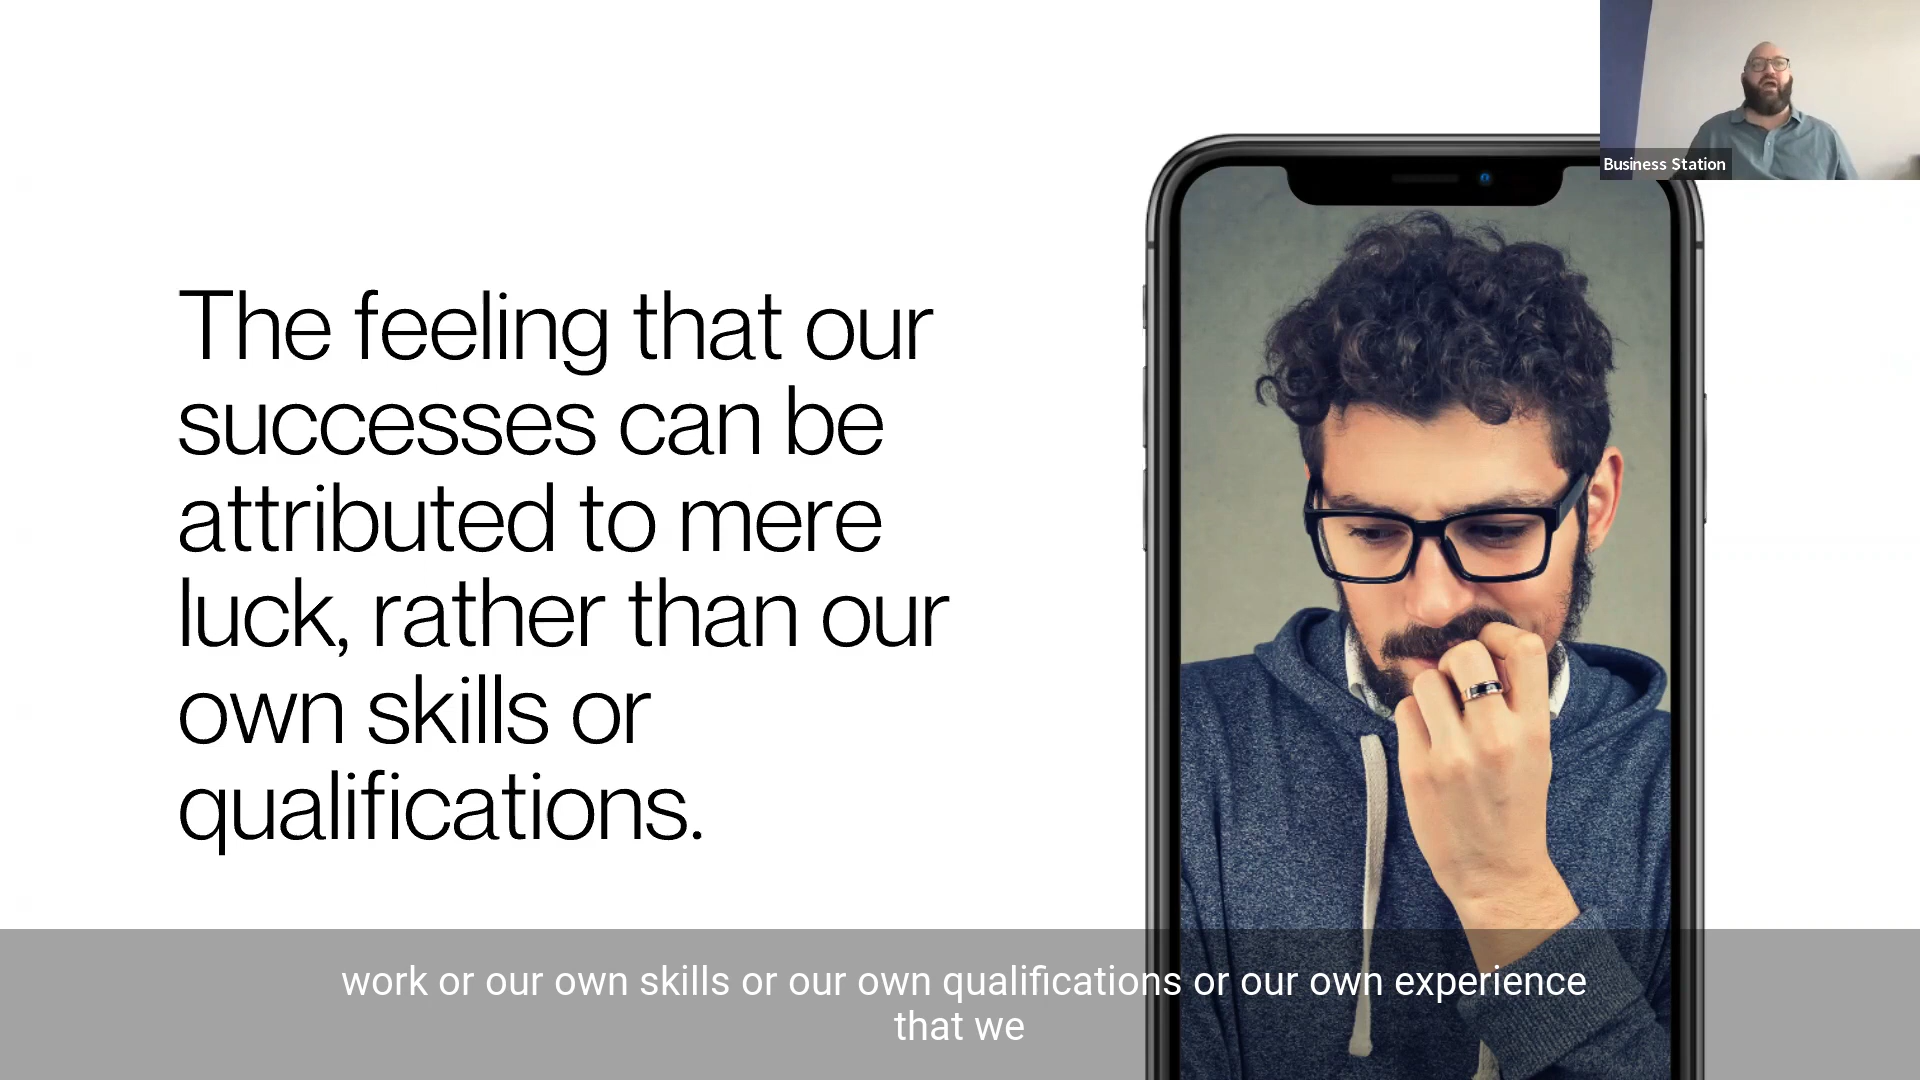 Business Station
The feeling that our
successes can be
attributed to mere
luck, rather than our
own skills or
qualifications.
work or our own skills or our own qualifications or our own experience
that we